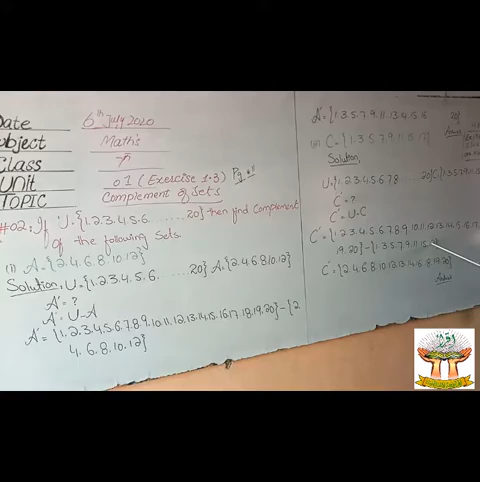 Date 6th July 2020
Subject Maths
Class 7th
Unit 01 (Exercise 1.3) Pg #11
TOPIC Complement of Sets
#02: If U={1.2.3.4.5.6. ........20} then find Complement
of the following Sets
(i) A={2.4.6.8.10.12}
Solution, U={1.2.3.4.5.6. .....20} A={2.4.6.8.10.12}
A'=?
A'=U-A
A'={1.2.3.4.5.6.7.8.9.10.11.12.13.14.15.16.17.18.19.20}-{2
4.6.8.10.12}
A'={1.3.5.7.9.11.13.14.15.16 20}
Answer
C={1.3.5.7.9.11.15.17}
Solution,
U={1.2.3.4.5.6.7.8 ......20} C={1.3.5.7.9.11.15
C'=?
C'=U-C
C'={1.2.3.4.5.6.7.8.9.10.11.12.13.14.15.16.17.
19.20}-{1.3.5.7.9.11.15
C'={2.4.6.8.10.12.13.14.16.18.19.20}
Answer